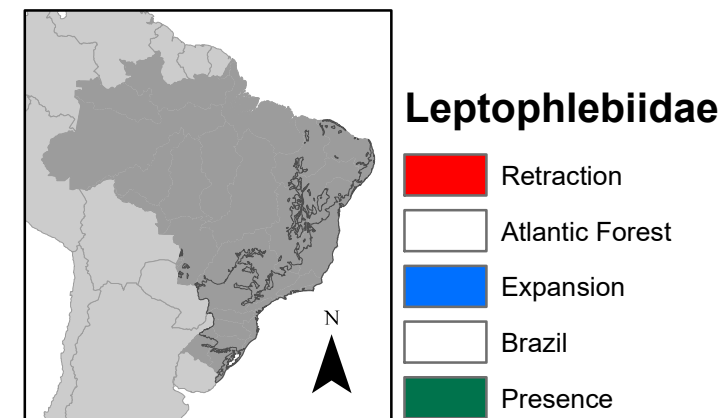 Leptophlebiidae
Retraction
Atlantic Forest
Expansion
Brazil
Presence
N